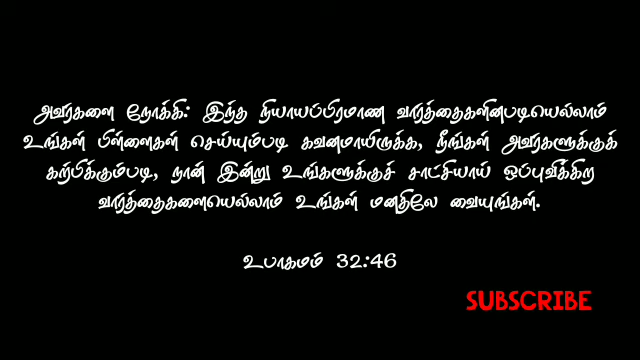 அவர்களை நோக்கி: இந்த நியாயப்பிரமாண வார்த்தைகளின்படியெல்லாம்
உங்கள் பிள்ளைகள் செய்யும்படி கவனமாயிருக்க, நீங்கள் அவர்களுக்குக்
கற்பிக்கும்படி, நான் இன்று உங்களுக்குச் சாட்சியாய் ஒப்புவிக்கிற
வார்த்தைகளையெல்லாம் உங்கள் மனதிலே வையுங்கள்.
உபாகமம் 32:46
SUBSCRIBE